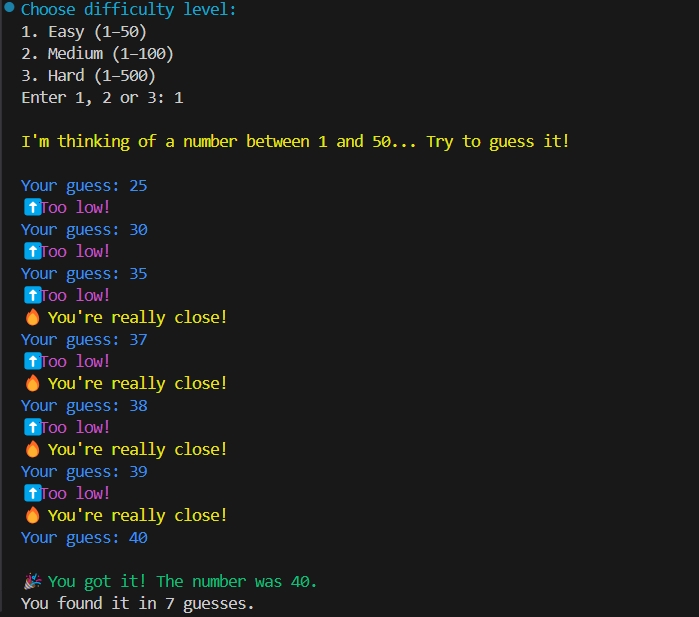 Choose difficulty level:
1. Easy (1–50)
2. Medium (1–100)
3. Hard (1–500)
Enter 1, 2 or 3: 1
I'm thinking of a number between 1 and 50... Try to guess it!
Your guess: 25
⬆️Too low!
Your guess: 30
⬆️Too low!
Your guess: 35
⬆️Too low!
🔥 You're really close!
Your guess: 37
⬆️Too low!
🔥 You're really close!
Your guess: 38
⬆️Too low!
🔥 You're really close!
Your guess: 39
⬆️Too low!
🔥 You're really close!
Your guess: 40
🎉 You got it! The number was 40.
You found it in 7 guesses.